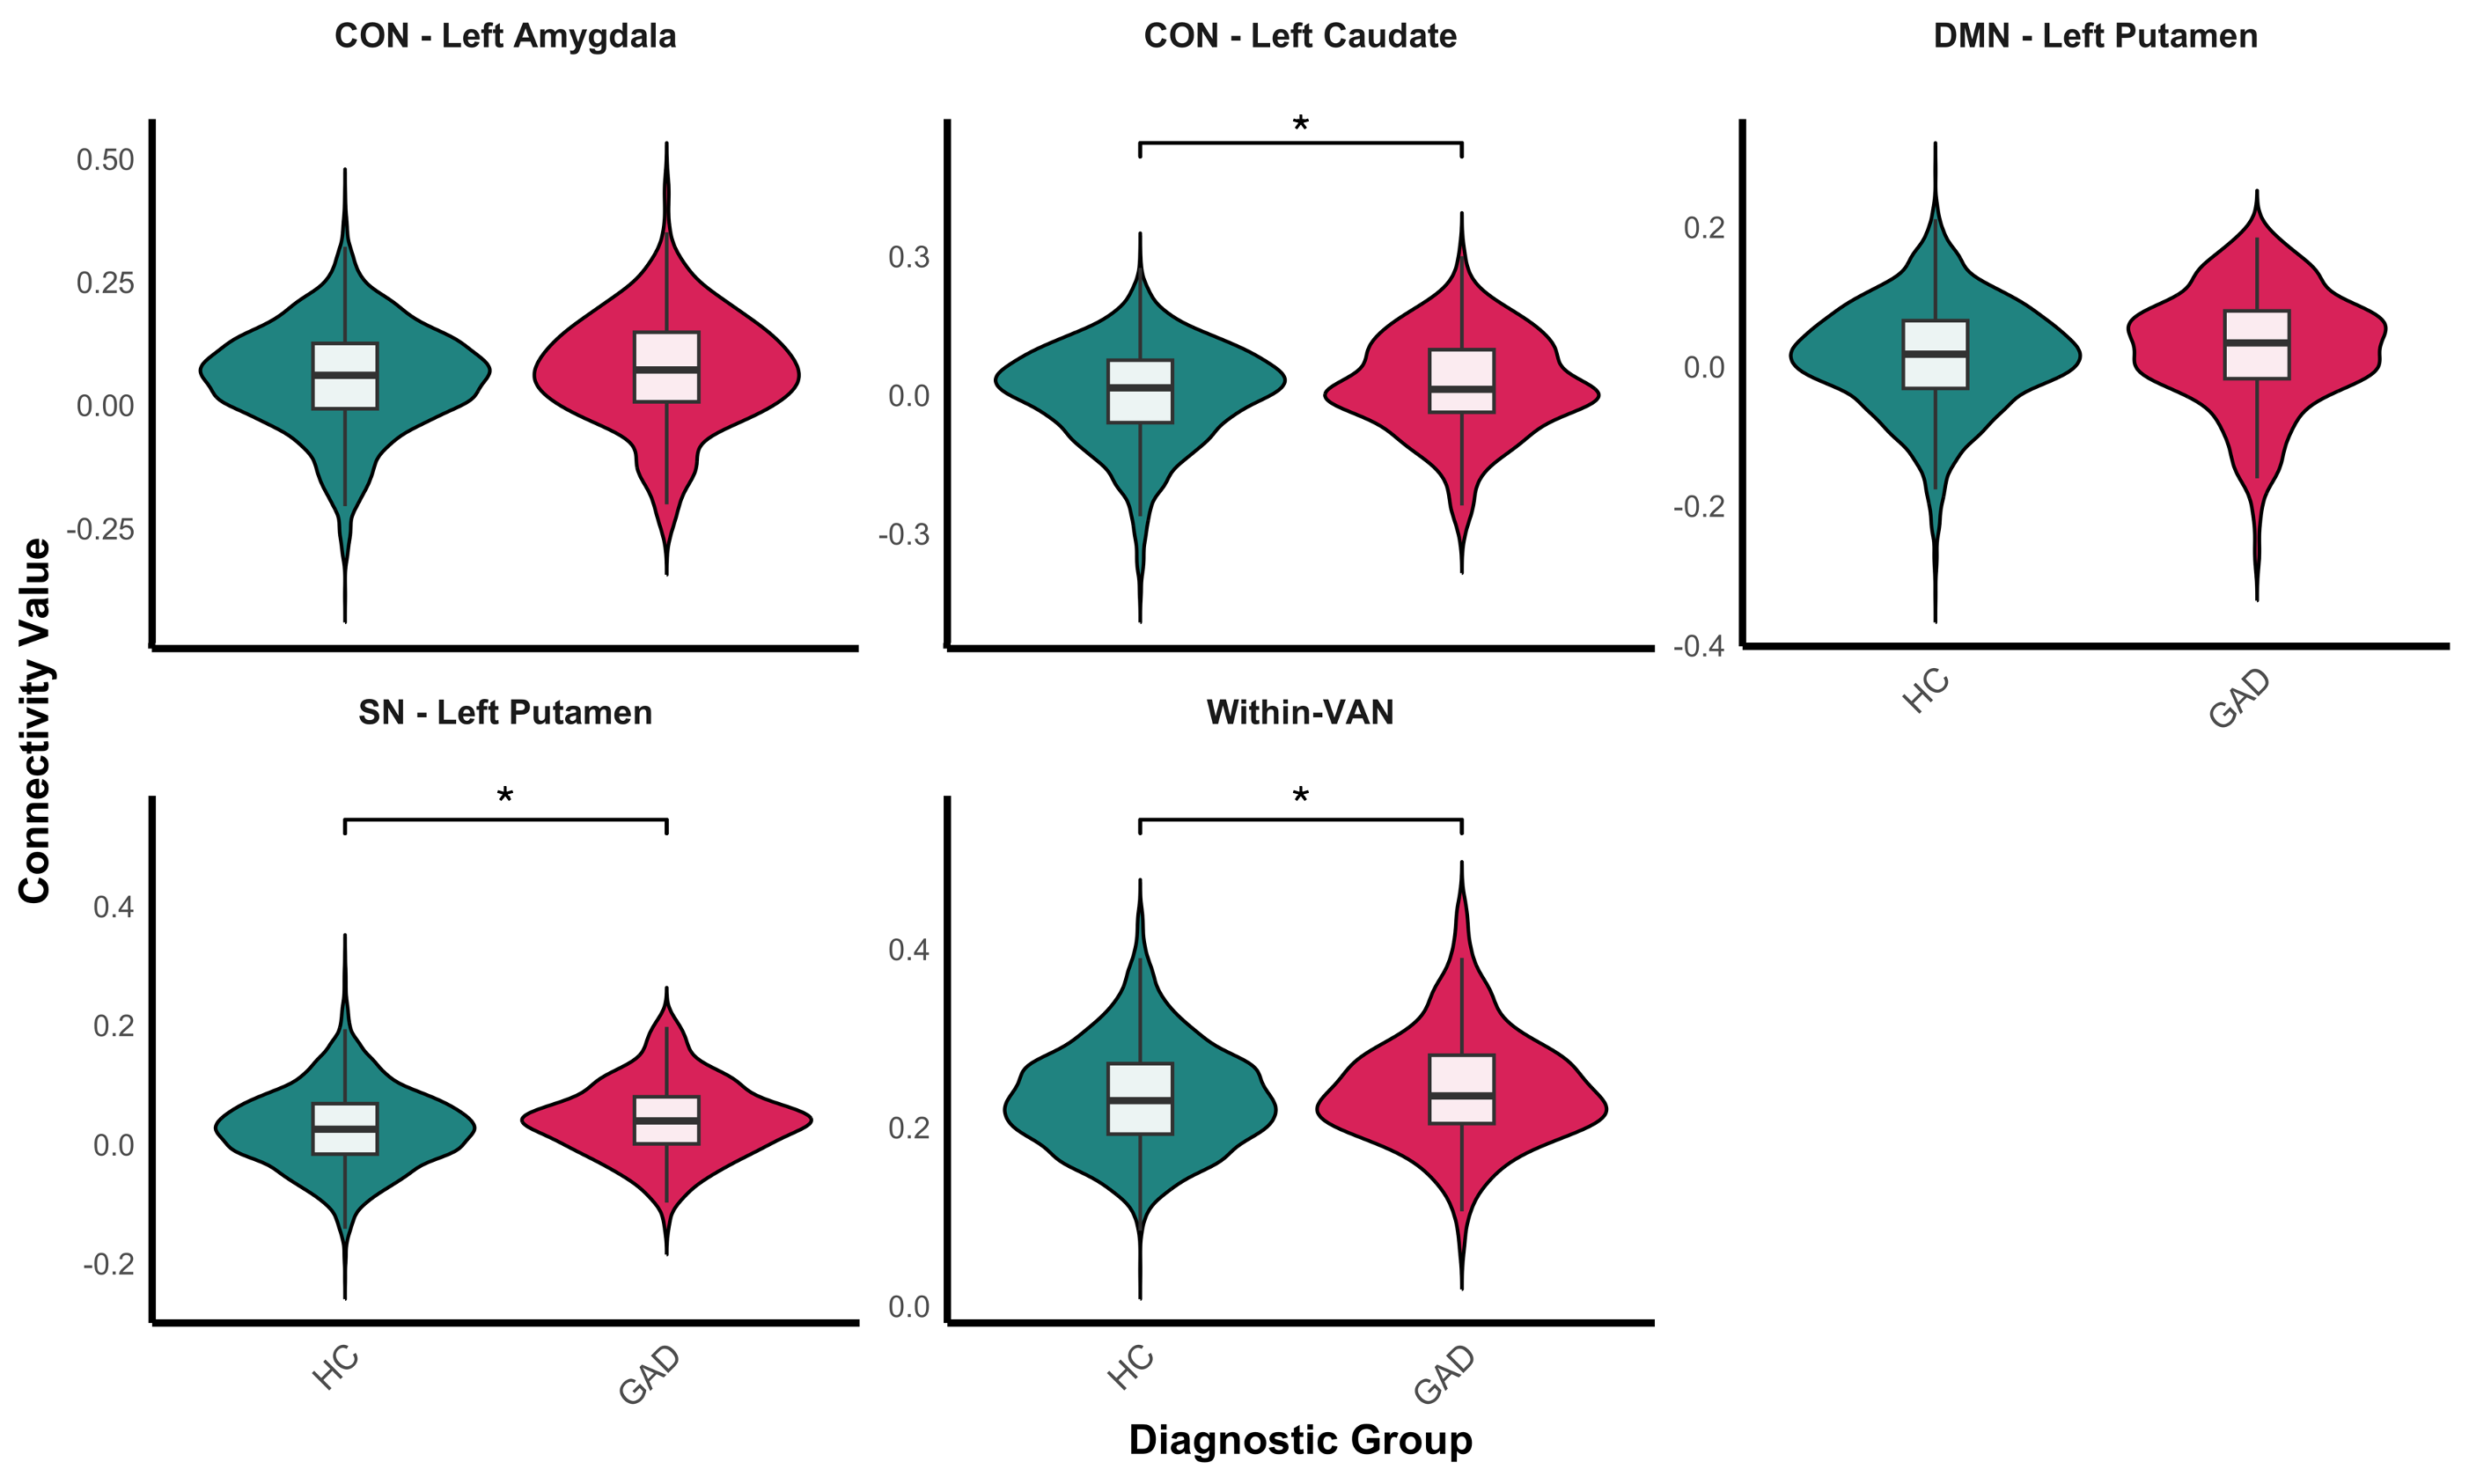 CON - Left Amygdala
CON - Left Caudate
DMN - Left Putamen
0.50
0.25
0.00
-0.25
*
0.3
0.0
-0.3
0.2
0.0
-0.2
-0.4
HC
GAD
Connectivity Value
SN - Left Putamen
Within-VAN
*
0.4
0.2
0.0
-0.2
HC
GAD
*
0.4
0.2
0.0
HC
GAD
Diagnostic Group